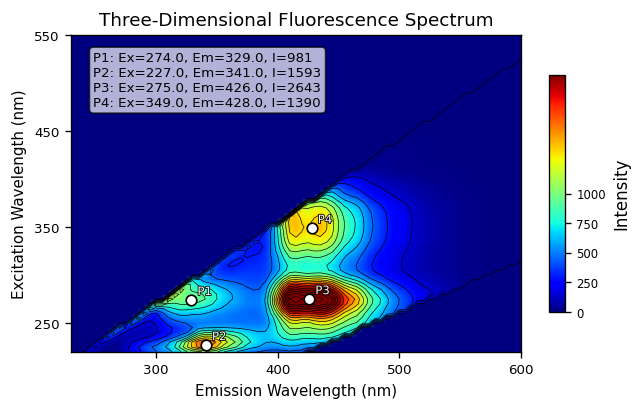 Three-Dimensional Fluorescence Spectrum
550
450
350
250
Excitation Wavelength (nm)
P1: Ex=274.0, Em=329.0, I=981
P2: Ex=227.0, Em=341.0, I=1593
P3: Ex=275.0, Em=426.0, I=2643
P4: Ex=349.0, Em=428.0, I=1390
P4
P1
P3
P2
300
400
500
600
Emission Wavelength (nm)
1000
750
500
250
0
Intensity